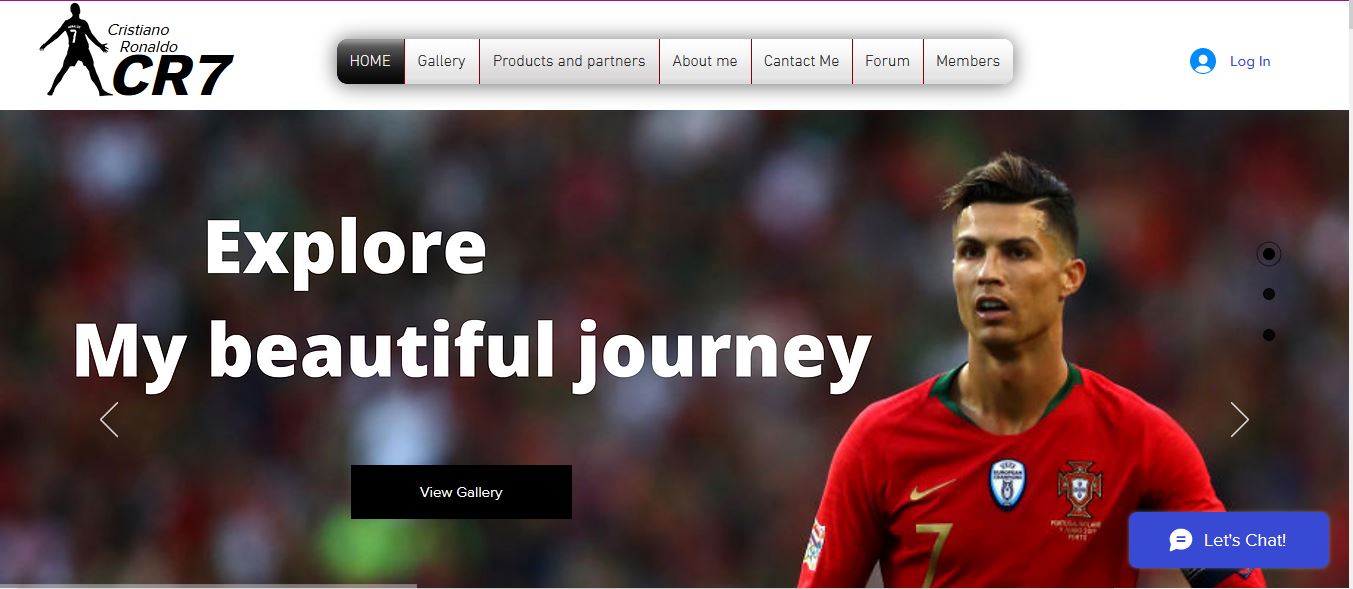 Cristiano
Ronaldo
CR7
HOME
Gallery
Products and partners
About me
Cantact Me
Forum
Members
Log In
Explore
My beautiful journey
View Gallery
7
Let's Chat!